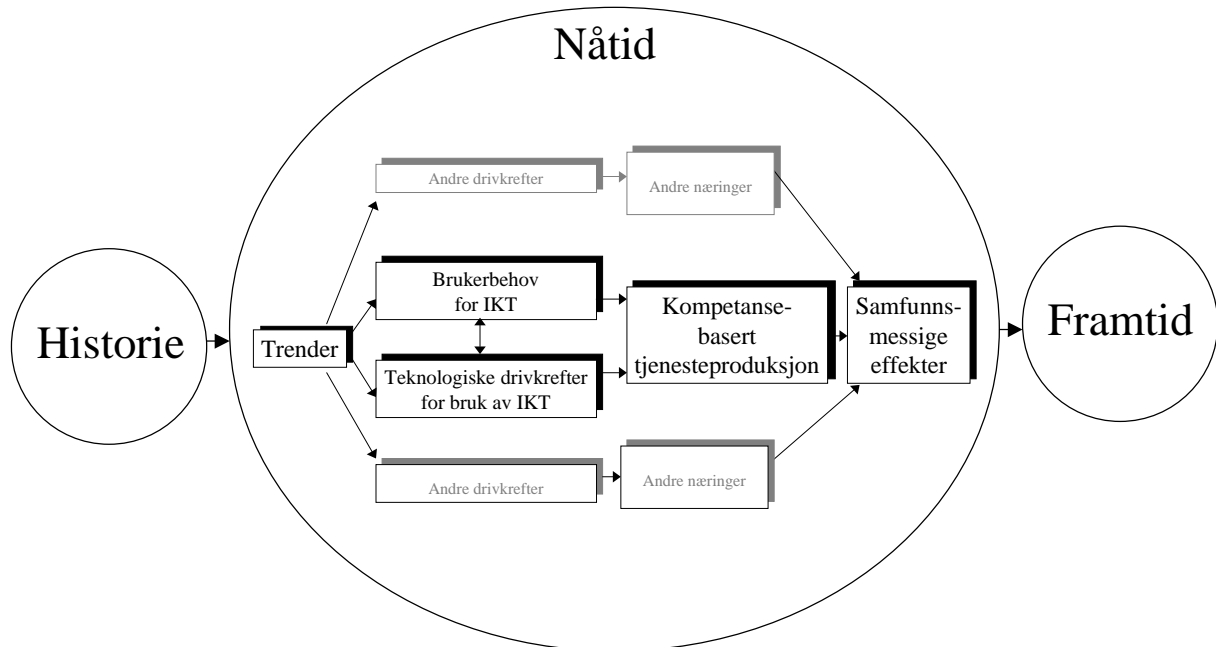 Nåtid
Andre drivkrefter
Andre næringer
Historie
Trender
Brukerbehov
for IKT
Teknologiske drivkrefter
for bruk av IKT
Kompetanse-
basert
tjenesteproduksjon
Samfunns-
messige
effekter
Framtid
Andre drivkrefter
Andre næringer